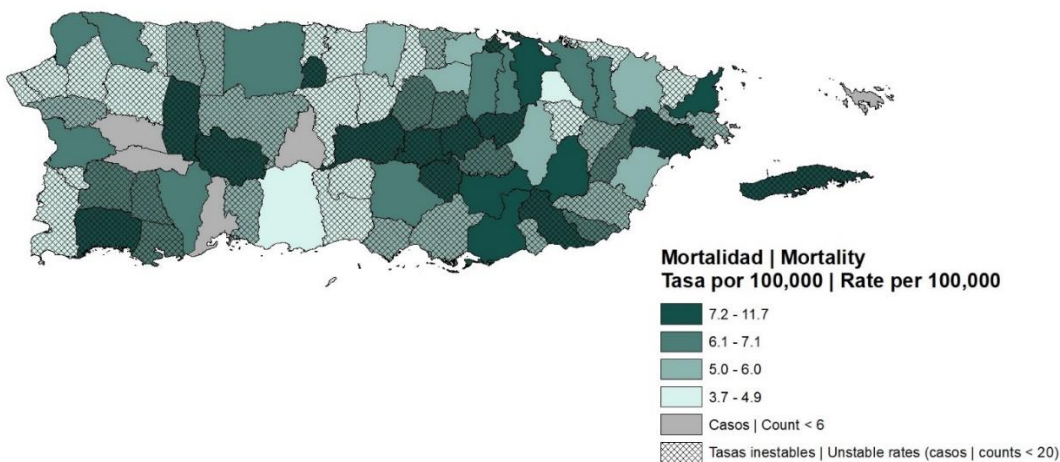 Mortalidad | Mortality
Tasa por 100,000 | Rate per 100,000
7.2 - 11.7
6.1 - 7.1
5.0 - 6.0
3.7 - 4.9
Casos | Count < 6
Tasas inestables | Unstable rates (casos | counts < 20)